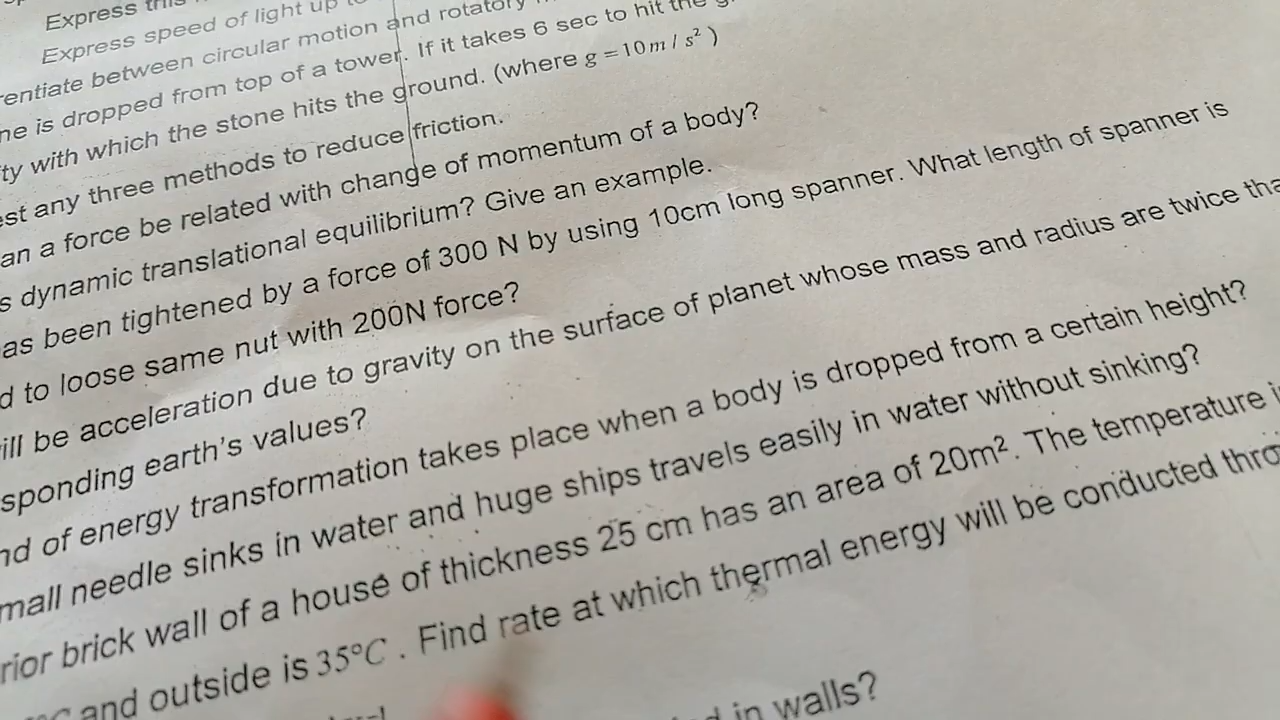 Express this
Express speed of light up to
rentiate between circular motion and rotatory
ne is dropped from top of a tower. If it takes 6 sec to hit the g
ty with which the stone hits the ground. (where g = 10 m / s² )
est any three methods to reduce friction.
an a force be related with change of momentum of a body?
s dynamic translational equilibrium? Give an example.
as been tightened by a force of 300 N by using 10cm long spanner. What length of spanner is
d to loose same nut with 200N force?
ill be acceleration due to gravity on the surface of planet whose mass and radius are twice tha
sponding earth's values?
nd of energy transformation takes place when a body is dropped from a certain height?
mall needle sinks in water and huge ships travels easily in water without sinking?
rior brick wall of a house of thickness 25 cm has an area of 20m². The temperature i
and outside is 35°C . Find rate at which thermal energy will be conducted thro
in walls?